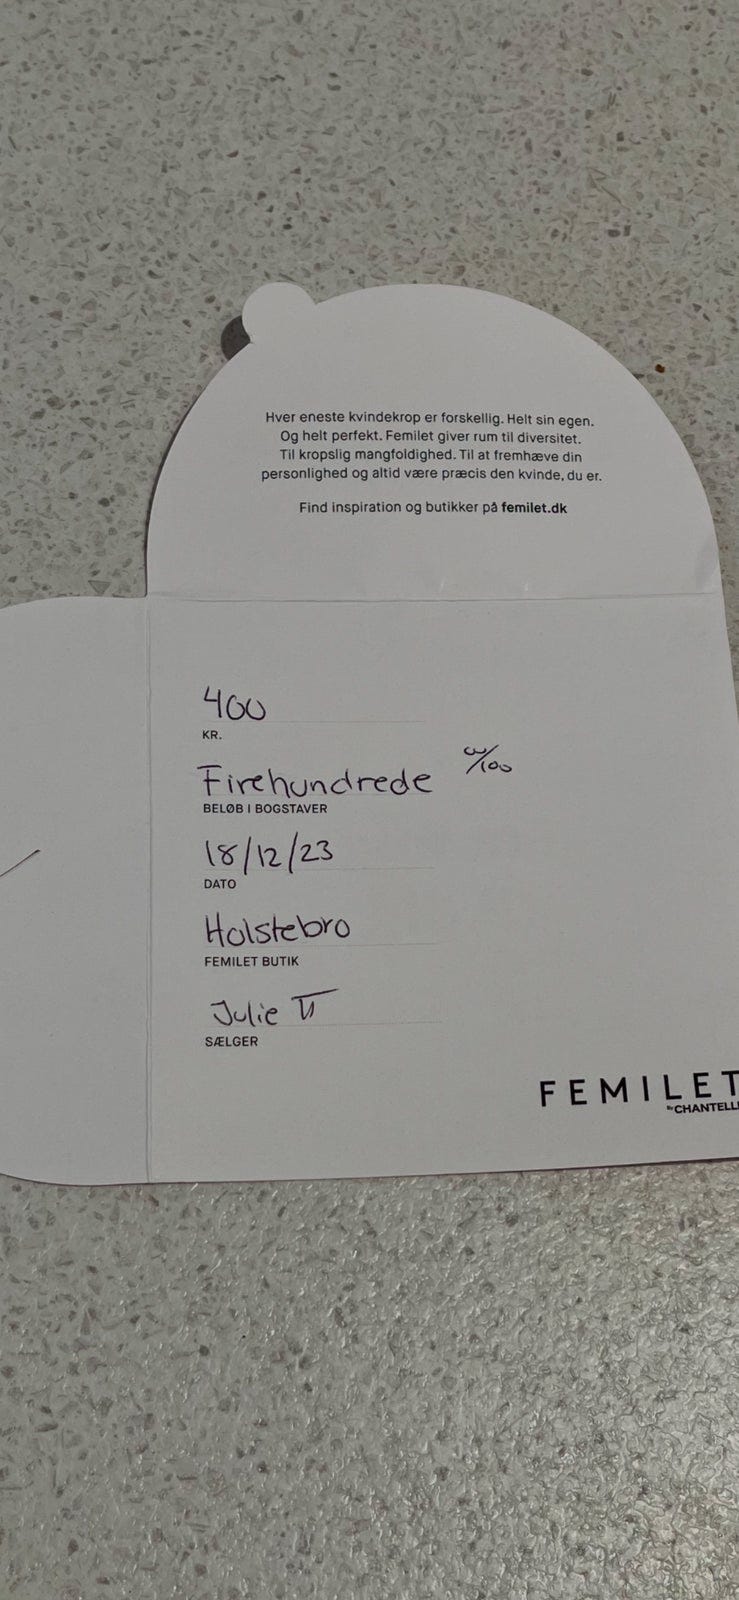 Hver eneste kvindekrop er forskellig. Helt sin egen.
Og helt perfekt. Femilet giver rum til diversitet.
Til kropslig mangfoldighed. Til at fremhæve din
personlighed og altid være præcis den kvinde, du er.
Find inspiration og butikker på femilet.dk
400
KR.
Firehundrede 00/100
BELØB I BOGSTAVER
18/12/23
DATO
Holstebro
FEMILET BUTIK
Julie
SÆLGER
FEMILET
BY CHANTELL